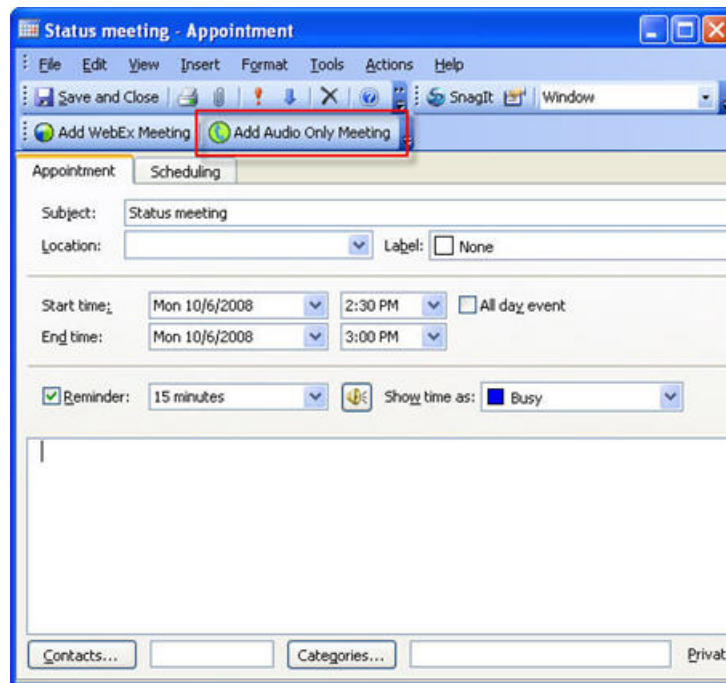 Status meeting - Appointment
File Edit View Insert Format Tools Actions Help
Save and Close SnagIt Window
Add WebEx Meeting Add Audio Only Meeting
Appointment Scheduling
Subject: Status meeting
Location: Label: None
Start time: Mon 10/6/2008 2:30 PM All day event
End time: Mon 10/6/2008 3:00 PM
Reminder: 15 minutes Show time as: Busy
Contacts... Categories... Privat